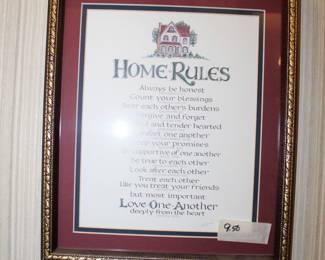 HOME·RULES
Always be honest
Count your blessings
Bear each other's burdens
Forgive and forget
and tender hearted
Comfort one another
your promises
supportive of one another
Be true to each other
Look after each other
Treat each other
Like you treat your friends
but most important
Love·One·Another
deeply from the heart
9.50